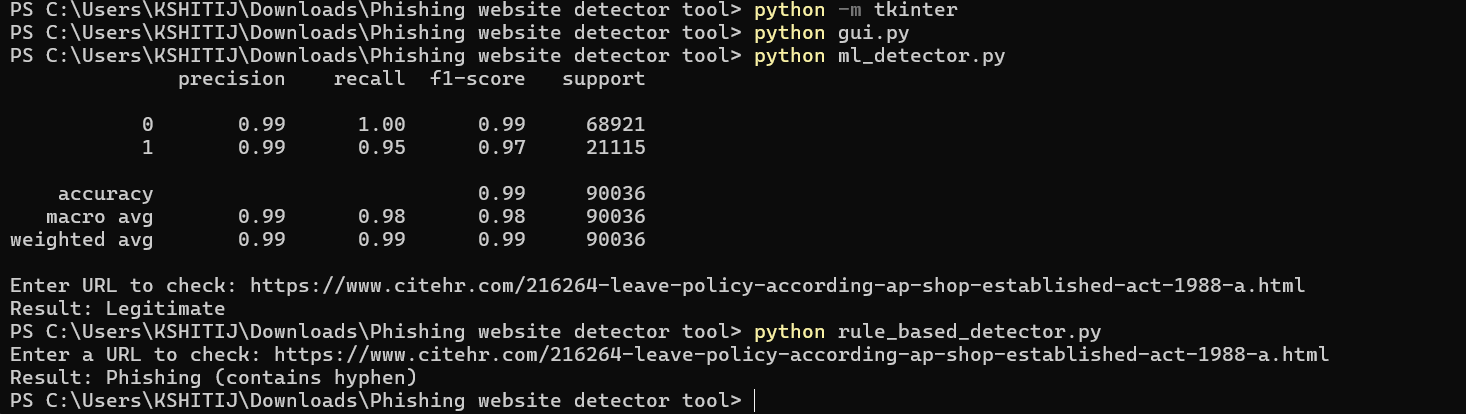 PS C:\Users\KSHITIJ\Downloads\Phishing website detector tool> python -m tkinter
PS C:\Users\KSHITIJ\Downloads\Phishing website detector tool> python gui.py
PS C:\Users\KSHITIJ\Downloads\Phishing website detector tool> python ml_detector.py
              precision    recall  f1-score   support
           0       0.99      1.00      0.99     68921
           1       0.99      0.95      0.97     21115
    accuracy                           0.99     90036
   macro avg       0.99      0.98      0.98     90036
weighted avg       0.99      0.99      0.99     90036
Enter URL to check: https://www.citehr.com/216264-leave-policy-according-ap-shop-established-act-1988-a.html
Result: Legitimate
PS C:\Users\KSHITIJ\Downloads\Phishing website detector tool> python rule_based_detector.py
Enter a URL to check: https://www.citehr.com/216264-leave-policy-according-ap-shop-established-act-1988-a.html
Result: Phishing (contains hyphen)
PS C:\Users\KSHITIJ\Downloads\Phishing website detector tool>